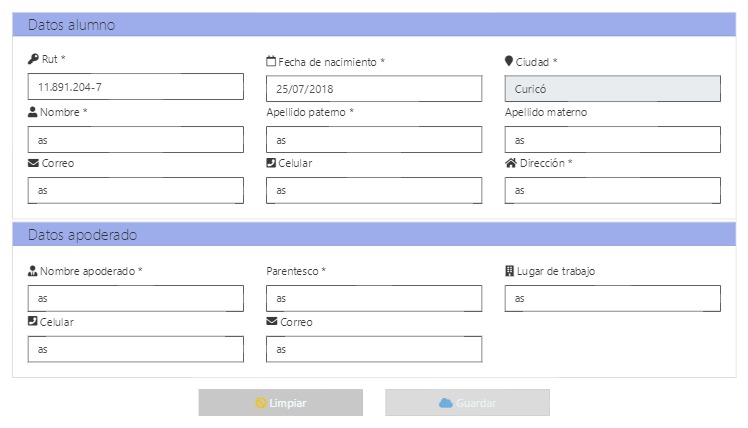 Datos alumno
Rut * Fecha de nacimiento * Ciudad *
11.891.204-7 25/07/2018 Curicó
Nombre * Apellido paterno * Apellido materno
as as as
Correo Celular Dirección *
as as as
Datos apoderado
Nombre apoderado * Parentesco * Lugar de trabajo
as as as
Celular Correo
as as
Limpiar Guardar